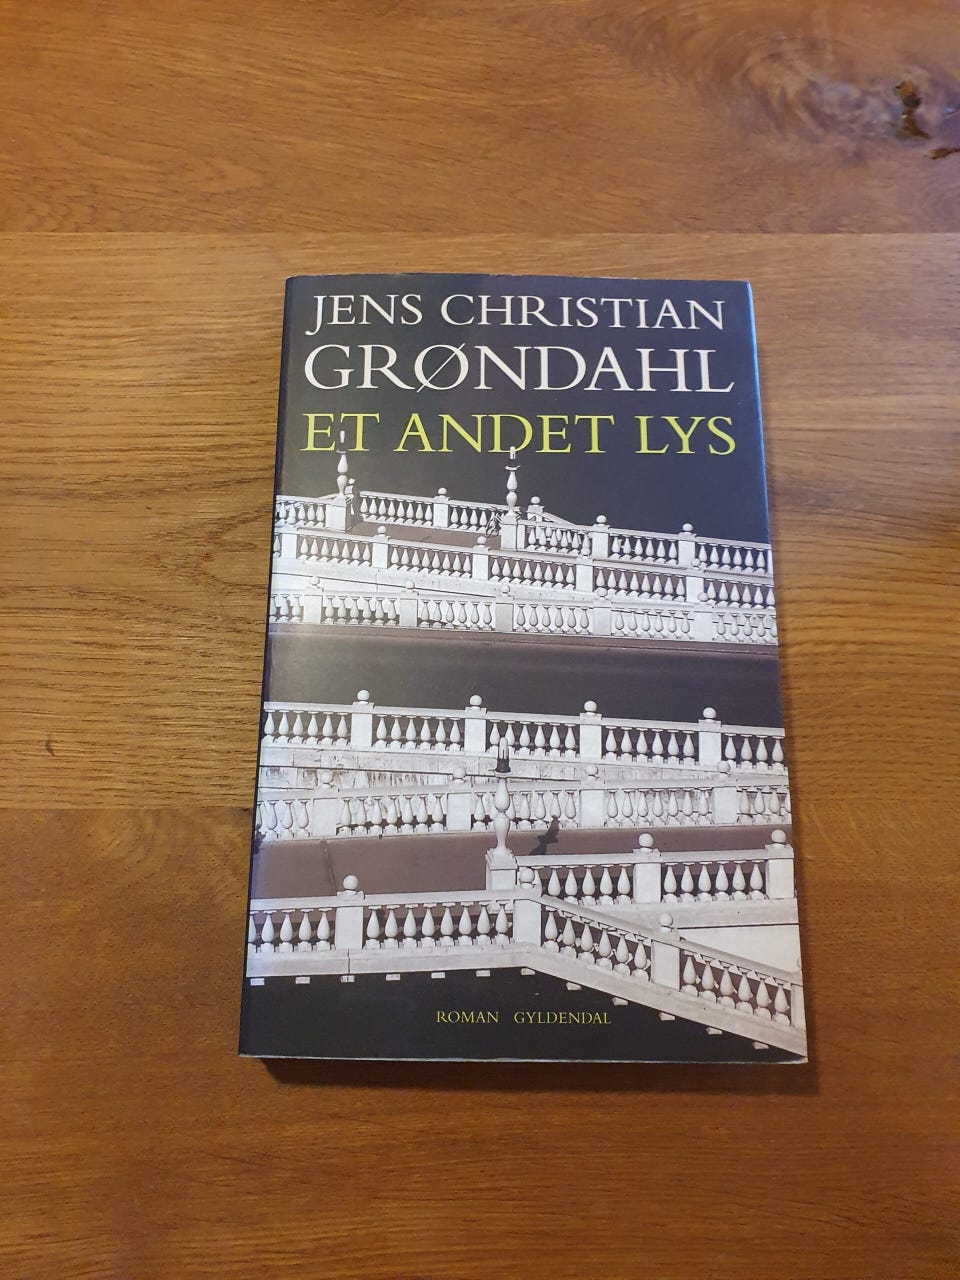 JENS CHRISTIAN
GRØNDAHL
ET ANDET LYS
ROMAN GYLDENDAL